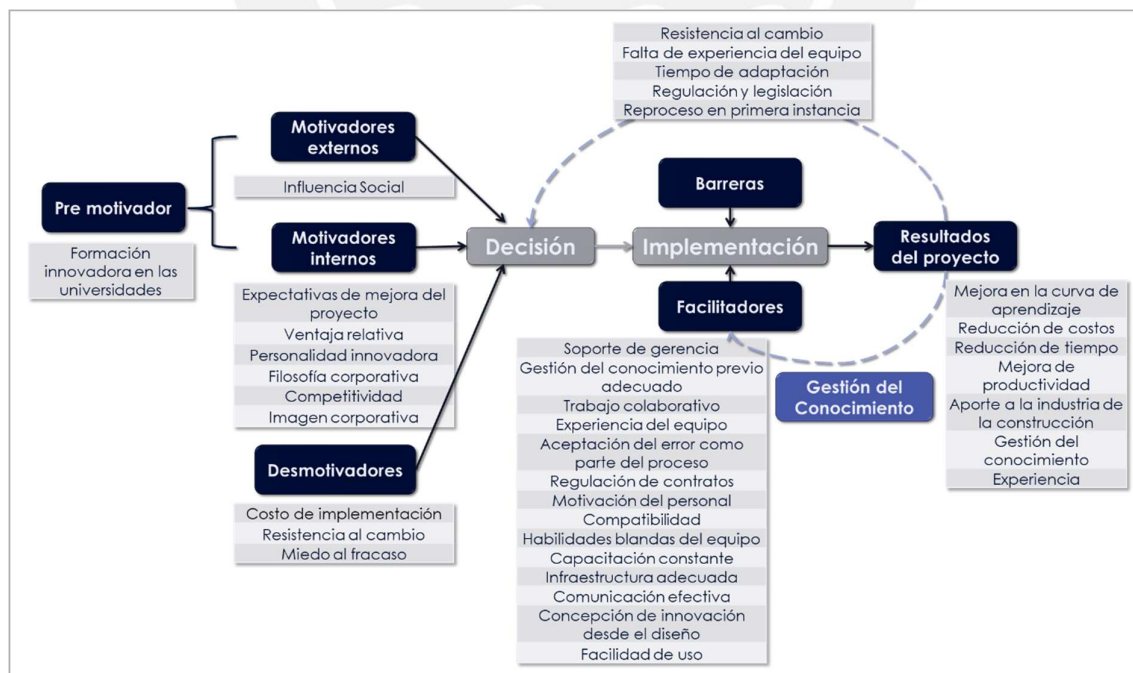 Resistencia al cambio
Falta de experiencia del equipo
Tiempo de adaptación
Regulación y legislación
Reproceso en primera instancia
Pre motivador
Formación
innovadora en las
universidades
Motivadores
externos
Influencia Social
Motivadores
internos
Expectativas de mejora del
proyecto
Ventaja relativa
Personalidad innovadora
Filosofía corporativa
Competitividad
Imagen corporativa
Desmotivadores
Costo de implementación
Resistencia al cambio
Miedo al fracaso
Decisión
Barreras
Implementación
Facilitadores
Soporte de gerencia
Gestión del conocimiento previo
adecuado
Trabajo colaborativo
Experiencia del equipo
Aceptación del error como
parte del proceso
Regulación de contratos
Motivación del personal
Compatibilidad
Habilidades blandas del equipo
Capacitación constante
Infraestructura adecuada
Comunicación efectiva
Concepción de innovación
desde el diseño
Facilidad de uso
Gestión del
Conocimiento
Resultados
del proyecto
Mejora en la curva de
aprendizaje
Reducción de costos
Reducción de tiempo
Mejora de
productividad
Aporte a la industria de
la construcción
Gestión del
conocimiento
Experiencia